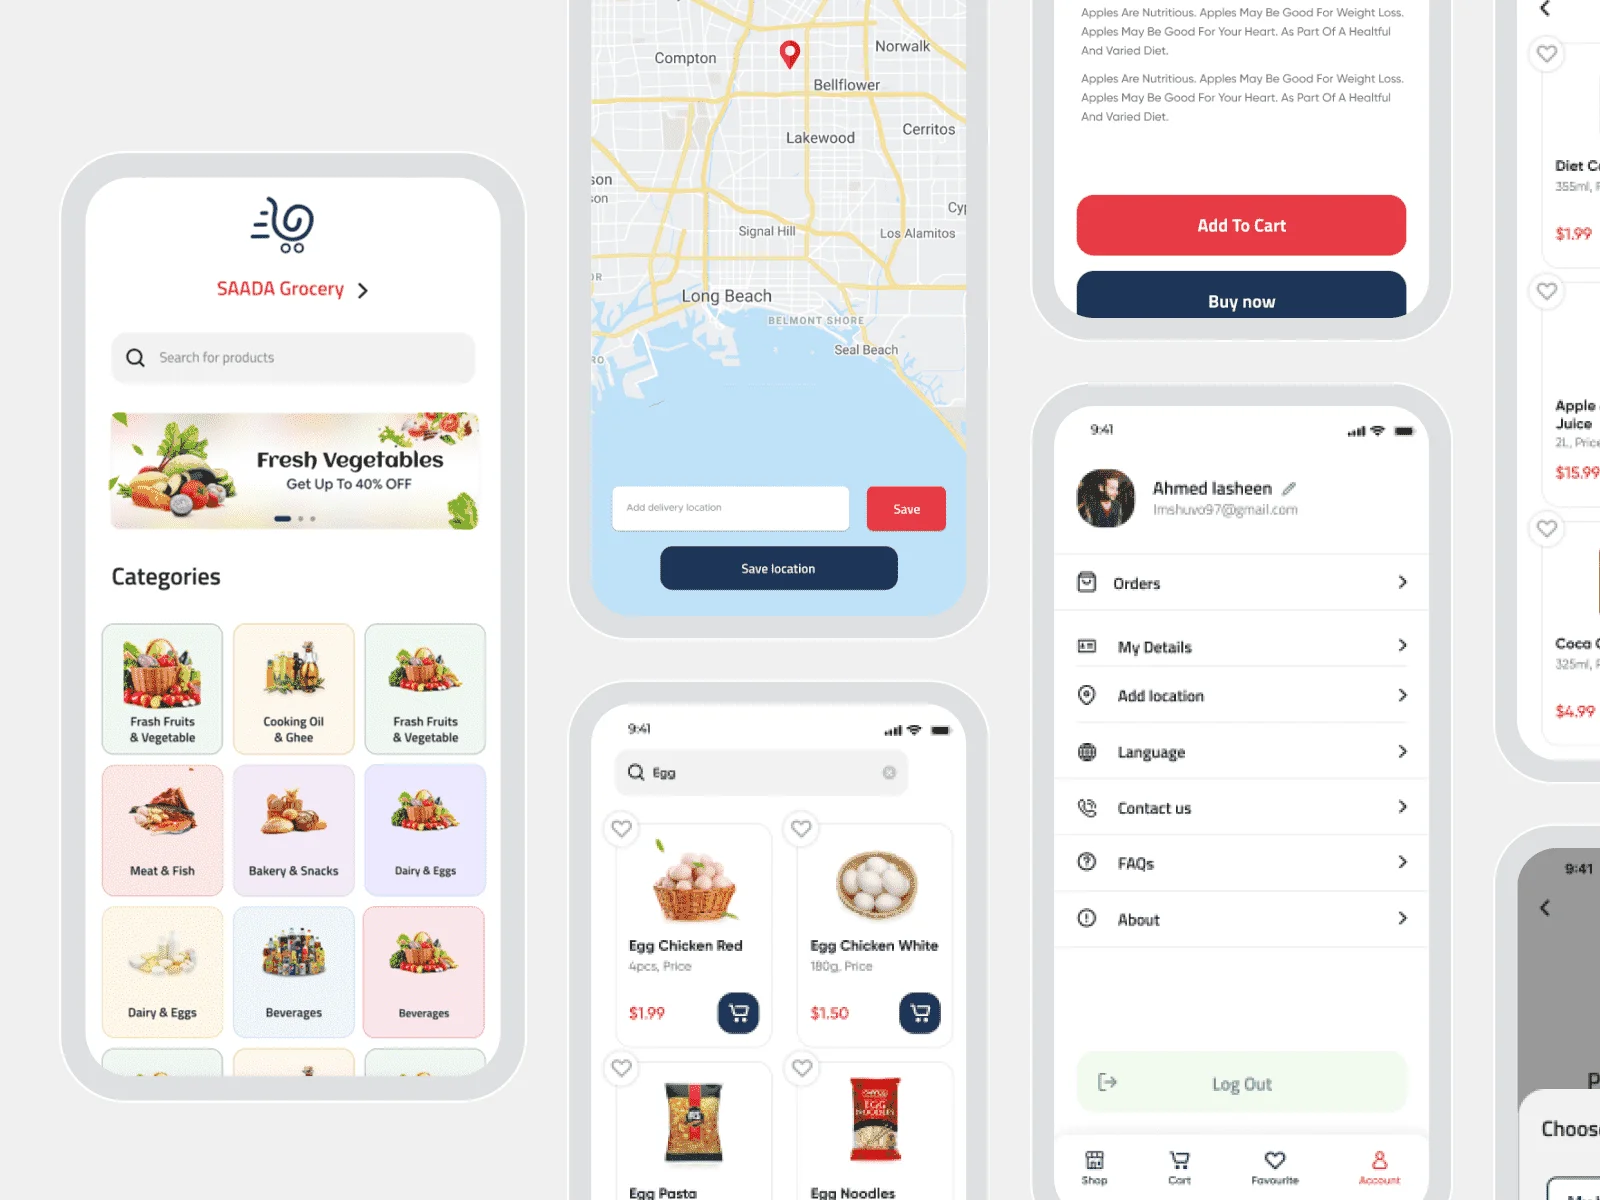 SAADA Grocery
Search for products
Fresh Vegetables
Get Up To 40% OFF
Categories
Frash Fruits
& Vegetable
Cooking Oil
& Ghee
Frash Fruits
& Vegetable
Meat & Fish
Bakery & Snacks
Dairy & Eggs
Dairy & Eggs
Beverages
Beverages
Compton
Norwalk
Bellflower
Lakewood
Cerritos
son
son
Cyp
Signal Hill
Los Alamitos
OR
Long Beach
BELMONT SHORE
Seal Beach
RO
Add delivery location
Save
Save location
9:41
Egg
Egg Chicken Red
4pcs, Price
$1.99
Egg Chicken White
180g, Price
$1.50
EGG
NOODLES
Egg Pasta
Egg Noodles
Apples Are Nutritious. Apples May Be Good For Weight Loss.
Apples May Be Good For Your Heart. As Part Of A Healtful
And Varied Diet.
Apples Are Nutritious. Apples May Be Good For Weight Loss.
Apples May Be Good For Your Heart. As Part Of A Healtful
And Varied Diet.
Add To Cart
Buy now
9:41
Ahmed lasheen
Imshuvo97@gmail.com
Orders
My Details
Add location
Language
Contact us
FAQs
About
Log Out
Shop
Cart
Favourite
Account
Diet C
355ml, P
$1.99
Apple
Juice
2L, Price
$15.99
Coca C
325ml, P
$4.99
9:41
P
Choos